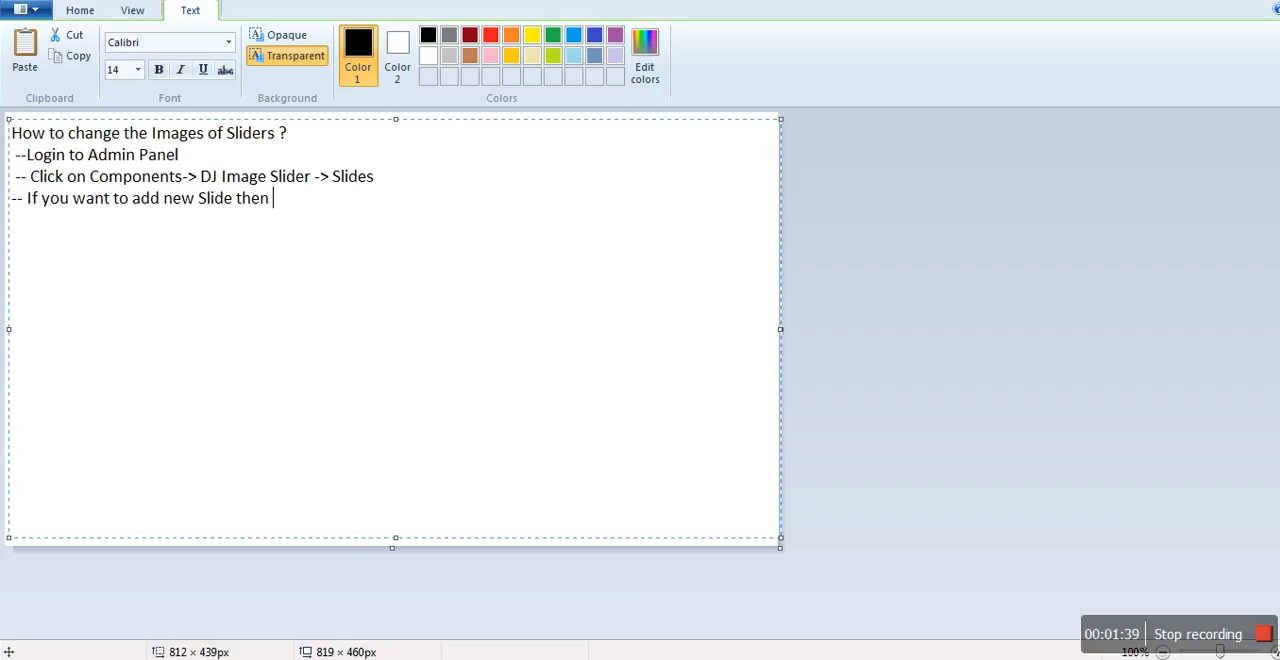 Home View Text
Cut
Copy
Paste
Clipboard
Calibri
14 B I U abc
Font
Opaque
Transparent
Background
Color 1
Color 2
Edit colors
Colors
How to change the Images of Sliders ?
--Login to Admin Panel
-- Click on Components-> DJ Image Slider -> Slides
-- If you want to add new Slide then
00:01:39 Stop recording
812 × 439px 819 × 460px 100%